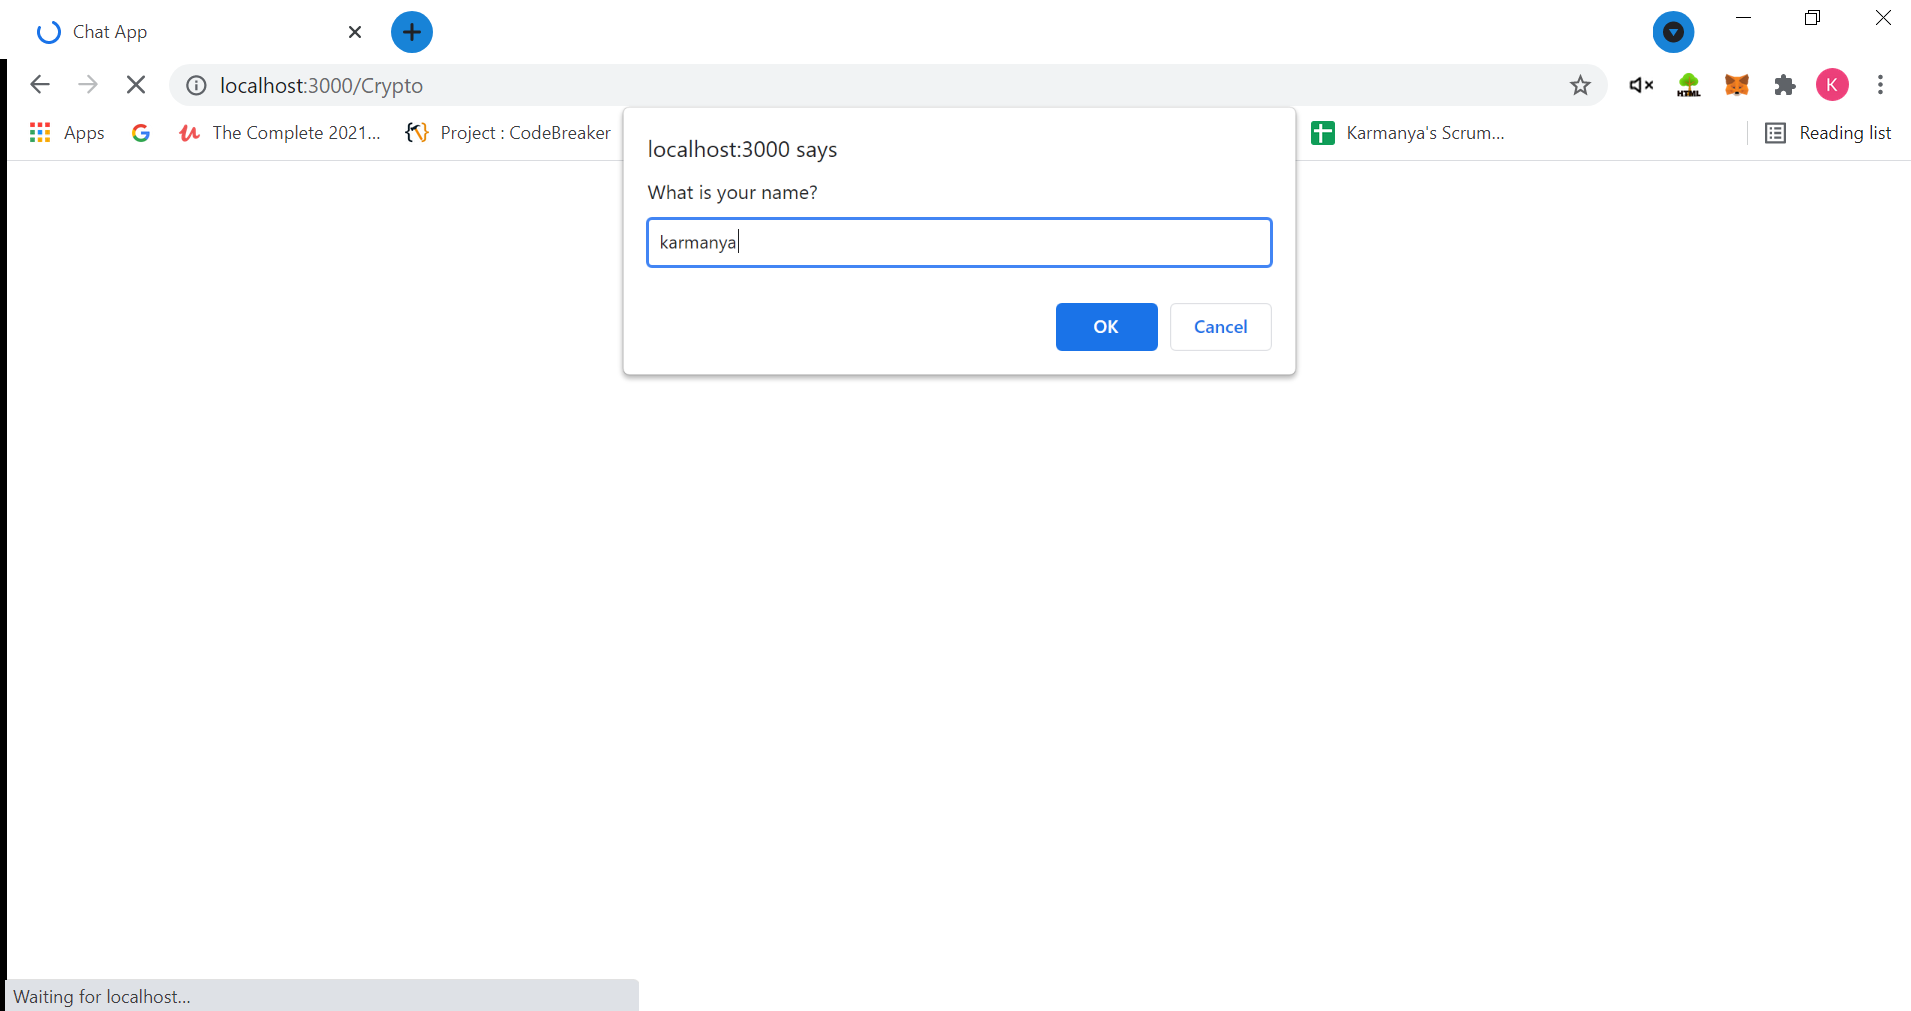 Chat App
localhost:3000/Crypto
HTML
K
Apps
The Complete 2021...
Project : CodeBreaker
Karmanya's Scrum...
Reading list
localhost:3000 says
What is your name?
karmanya
OK
Cancel
Waiting for localhost...